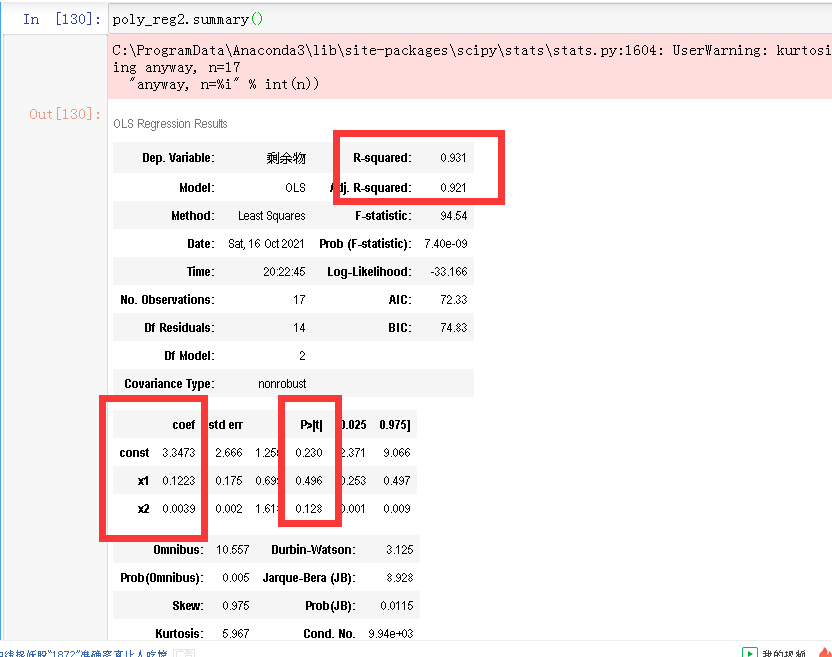 In [130]: poly_reg2.summary()
C:\ProgramData\Anaconda3\lib\site-packages\scipy\stats\stats.py:1604: UserWarning: kurtosi
ing anyway, n=17
"anyway, n=%i" % int(n))
Out[130]:
OLS Regression Results
Dep. Variable: 剩余物 R-squared: 0.931
Model: OLS Adj. R-squared: 0.921
Method: Least Squares F-statistic: 94.54
Date: Sat, 16 Oct 2021 Prob (F-statistic): 7.40e-09
Time: 20:22:45 Log-Likelihood: -33.166
No. Observations: 17 AIC: 72.33
Df Residuals: 14 BIC: 74.83
Df Model: 2
Covariance Type: nonrobust
coef std err P>|t| 0.025 0.975]
const 3.3473 2.666 1.25 0.230 2.371 9.066
x1 0.1223 0.175 0.69 0.496 0.253 0.497
x2 0.0039 0.002 1.61 0.128 0.001 0.009
Omnibus: 10.557 Durbin-Watson: 3.125
Prob(Omnibus): 0.005 Jarque-Bera (JB): 8.928
Skew: 0.975 Prob(JB): 0.0115
Kurtosis: 5.967 Cond. No. 9.94e+03
我的视频